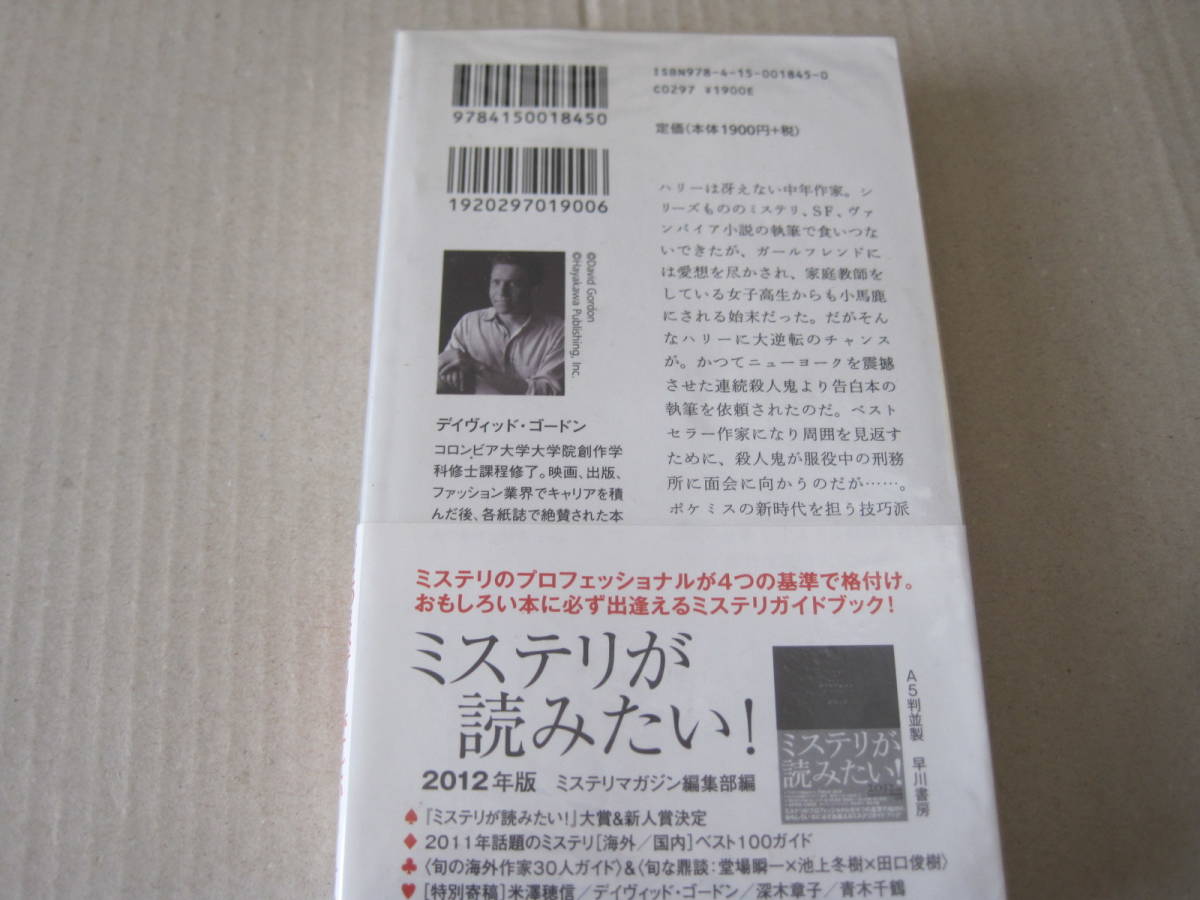 ISBN978-4-15-001845-0
C0297 ¥1900E
9784150018450
定価(本体1900円+税)
1920297019006
©David Gordon
©Hayakawa Publishing, Inc.
ハリーは冴えない中年作家。シ
リーズもののミステリ、SF、ヴァ
ンパイア小説の執筆で食いつな
いできたが、ガールフレンドに
は愛想を尽かされ、家庭教師を
している女子高生からも小馬鹿
にされる始末だった。だがそん
なハリーに大逆転のチャンス
が。かつてニューヨークを震撼
させた連続殺人鬼より告白本の
執筆を依頼されたのだ。ベスト
セラー作家になり周囲を見返す
ために、殺人鬼が服役中の刑務
所に面会に向かうのだが……。
ポケミスの新時代を担う技巧派
デイヴィッド・ゴードン
コロンビア大学大学院創作学
科修士課程修了。映画、出版、
ファッション業界でキャリアを積
んだ後、各紙誌で絶賛された本
ミステリのプロフェッショナルが4つの基準で格付け。
おもしろい本に必ず出逢えるミステリガイドブック!
ミステリが
読みたい!
2012年版 ミステリマガジン編集部編
A5判並製 早川書房
ミステリが
読みたい!
♠『ミステリが読みたい!』大賞&新人賞決定
♦2011年話題のミステリ[海外/国内]ベスト100ガイド
♣〈旬の海外作家30人ガイド〉&〈旬な鼎談:堂場瞬一×池上冬樹×田口俊樹〉
♥[特別寄稿]米澤穂信/デイヴィッド・ゴードン/深木章子/青木千鶴